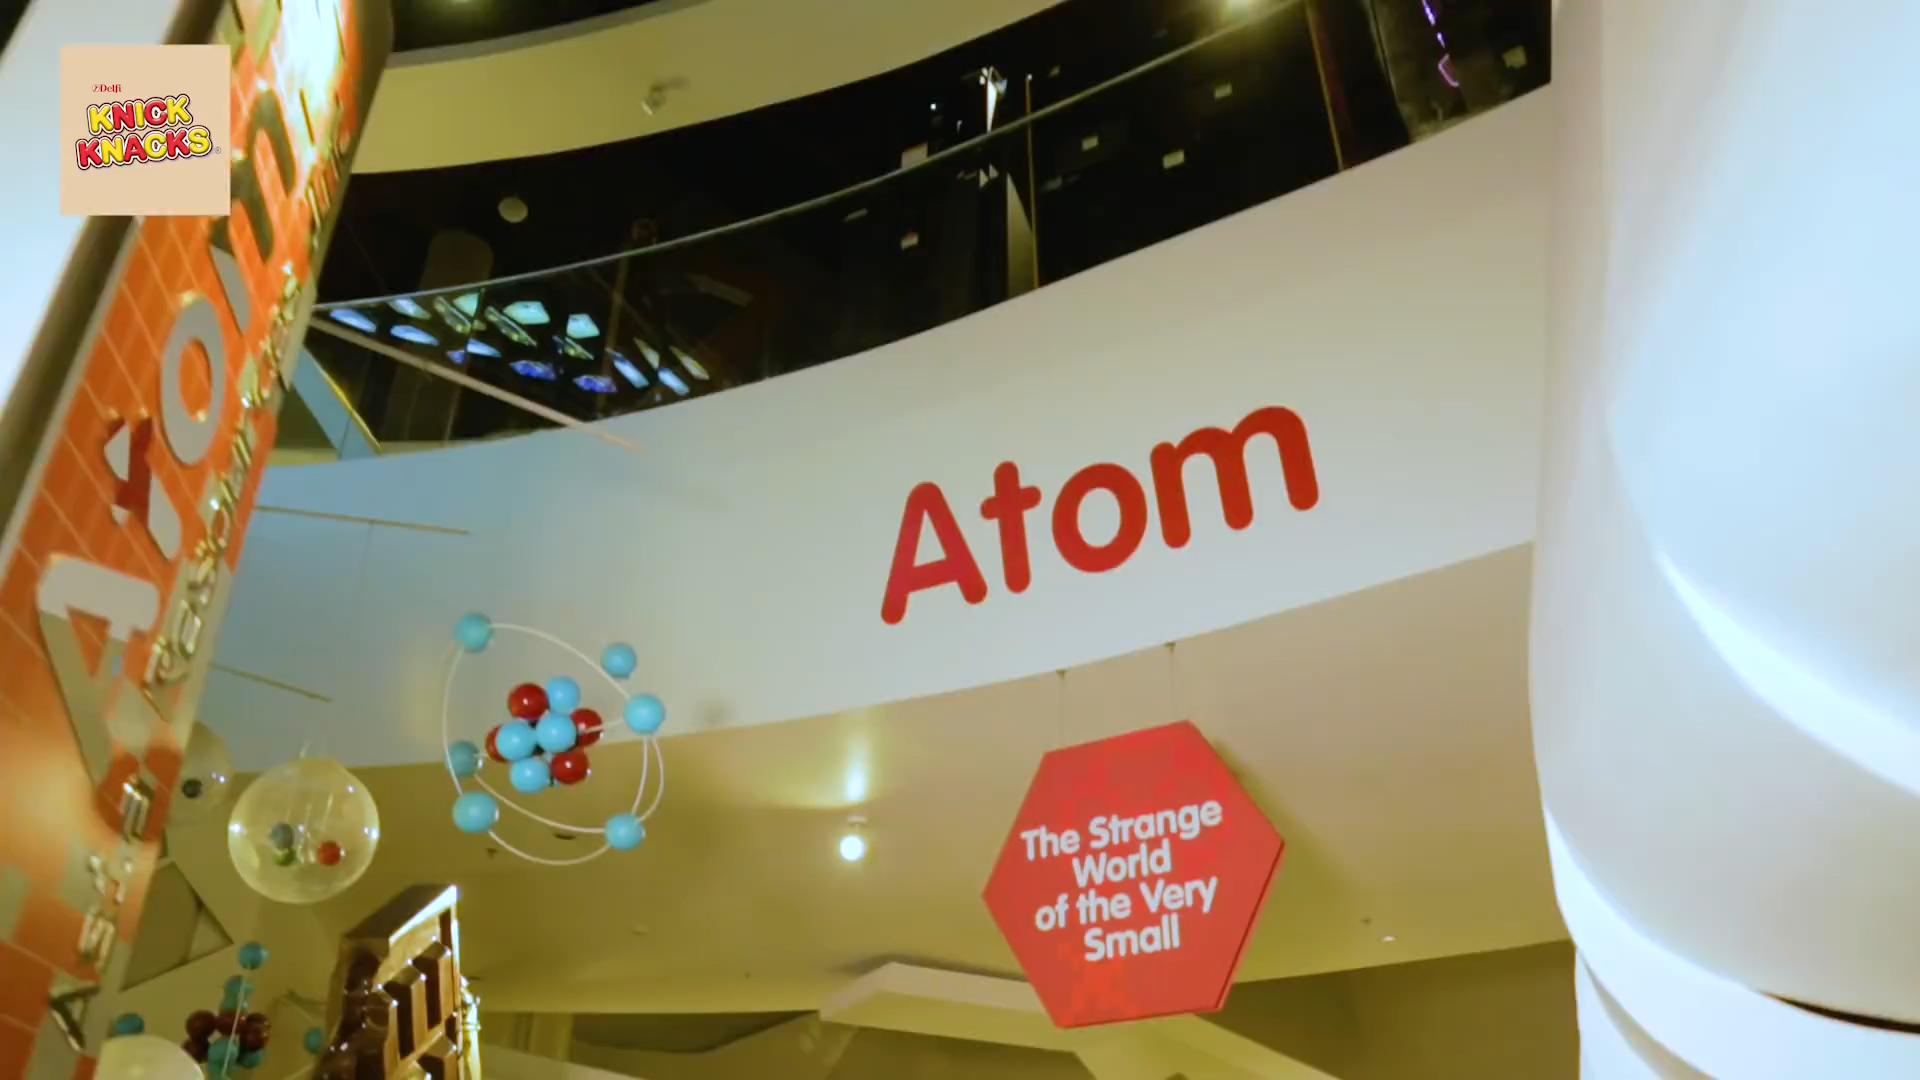 Delfi
KNICK
KNACKS
Atom
The Strange
World
of the Very
Small